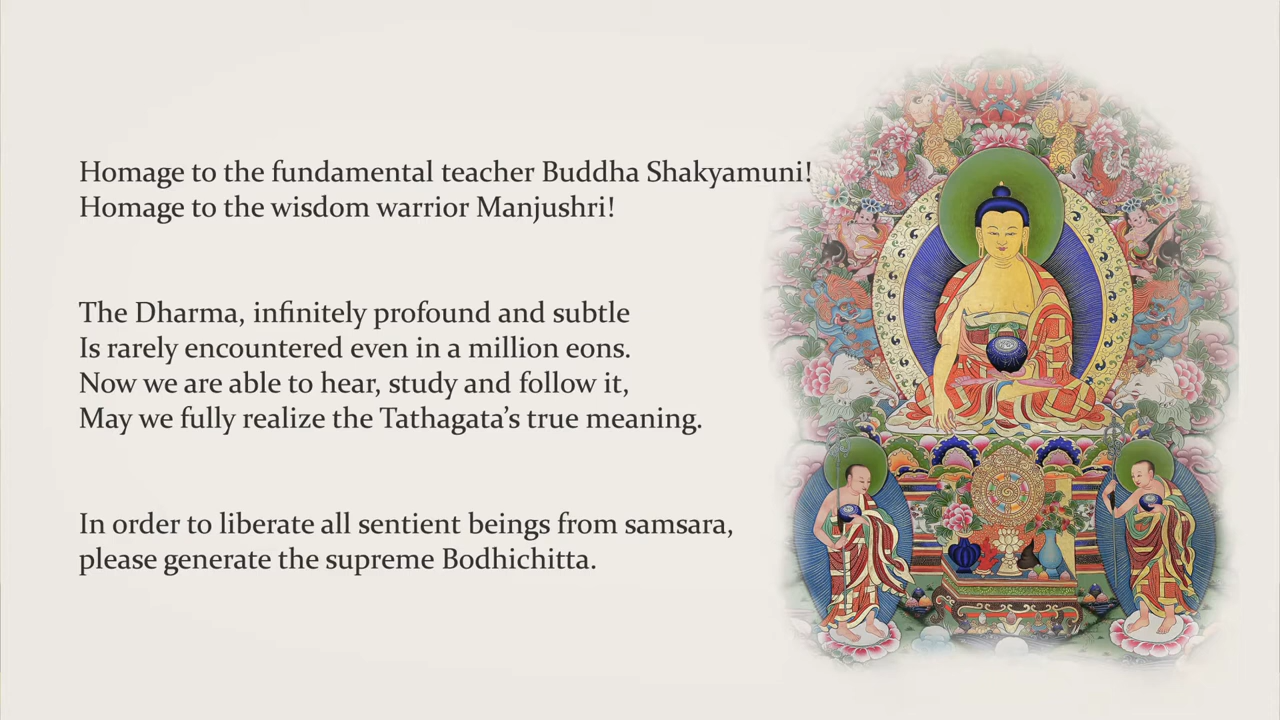 Homage to the fundamental teacher Buddha Shakyamuni!
Homage to the wisdom warrior Manjushri!
The Dharma, infinitely profound and subtle
Is rarely encountered even in a million eons.
Now we are able to hear, study and follow it,
May we fully realize the Tathagata’s true meaning.
In order to liberate all sentient beings from samsara,
please generate the supreme Bodhichitta.